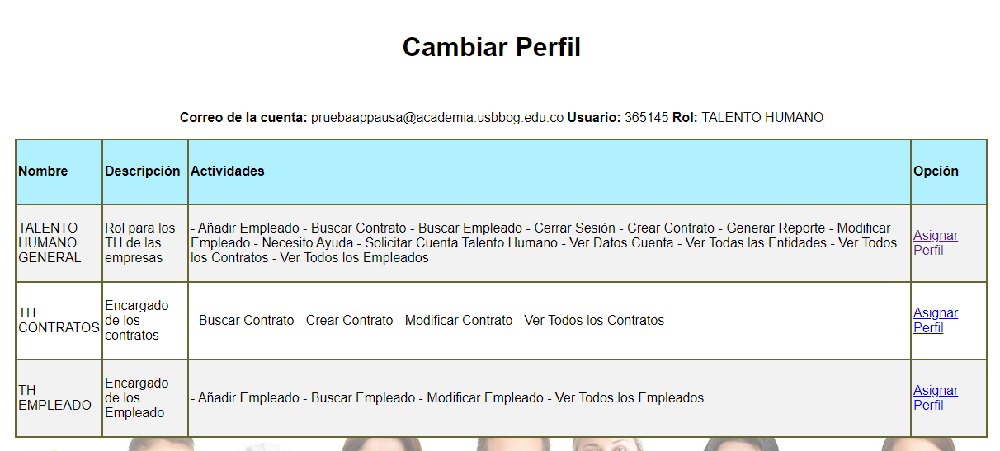 Cambiar Perfil
Correo de la cuenta: pruebaappausa@academia.usbbog.edu.co Usuario: 365145 Rol: TALENTO HUMANO
Nombre Descripción Actividades Opción
TALENTO
HUMANO
GENERAL
Rol para los
TH de las
empresas
- Añadir Empleado - Buscar Contrato - Buscar Empleado - Cerrar Sesión - Crear Contrato - Generar Reporte - Modificar
Empleado - Necesito Ayuda - Solicitar Cuenta Talento Humano - Ver Datos Cuenta - Ver Todas las Entidades - Ver Todos
los Contratos - Ver Todos los Empleados
Asignar
Perfil
TH
CONTRATOS
Encargado
de los
contratos
- Buscar Contrato - Crear Contrato - Modificar Contrato - Ver Todos los Contratos
Asignar
Perfil
TH
EMPLEADO
Encargado
de los
Empleado
- Añadir Empleado - Buscar Empleado - Modificar Empleado - Ver Todos los Empleados
Asignar
Perfil